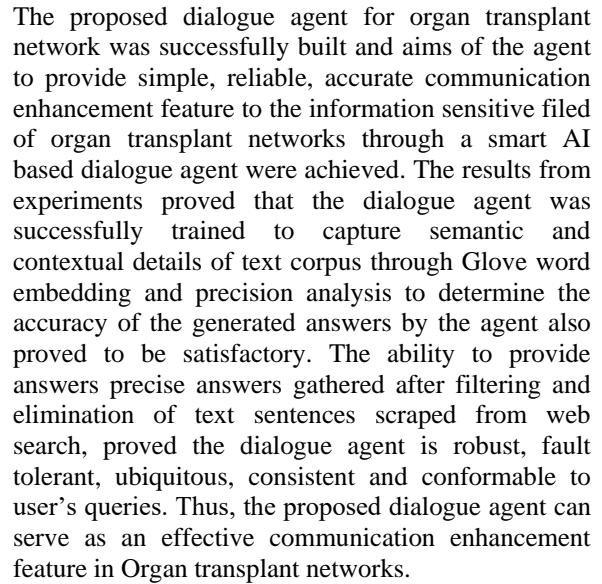 The proposed dialogue agent for organ transplant
network was successfully built and aims of the agent
to provide simple, reliable, accurate communication
enhancement feature to the information sensitive filed
of organ transplant networks through a smart AI
based dialogue agent were achieved. The results from
experiments proved that the dialogue agent was
successfully trained to capture semantic and
contextual details of text corpus through Glove word
embedding and precision analysis to determine the
accuracy of the generated answers by the agent also
proved to be satisfactory. The ability to provide
answers precise answers gathered after filtering and
elimination of text sentences scraped from web
search, proved the dialogue agent is robust, fault
tolerant, ubiquitous, consistent and conformable to
user's queries. Thus, the proposed dialogue agent can
serve as an effective communication enhancement
feature in Organ transplant networks.